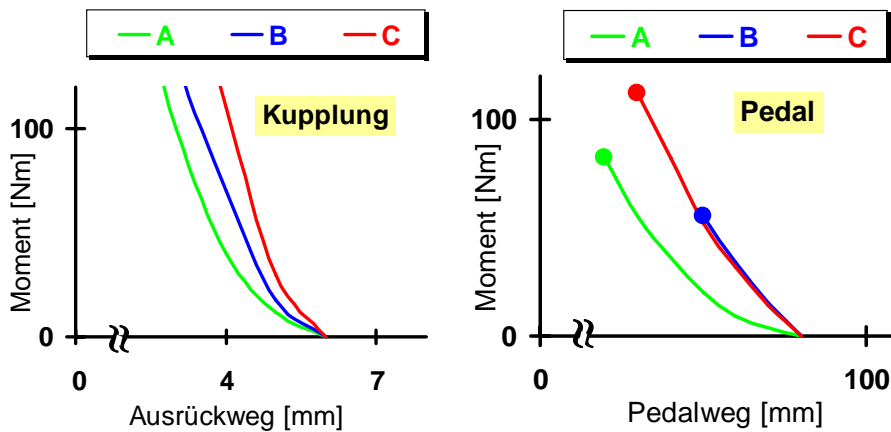 A B C
Kupplung
Moment [Nm]
100
0
0 4 7
Ausrückweg [mm]
A B C
Pedal
Moment [Nm]
100
0
0 100
Pedalweg [mm]